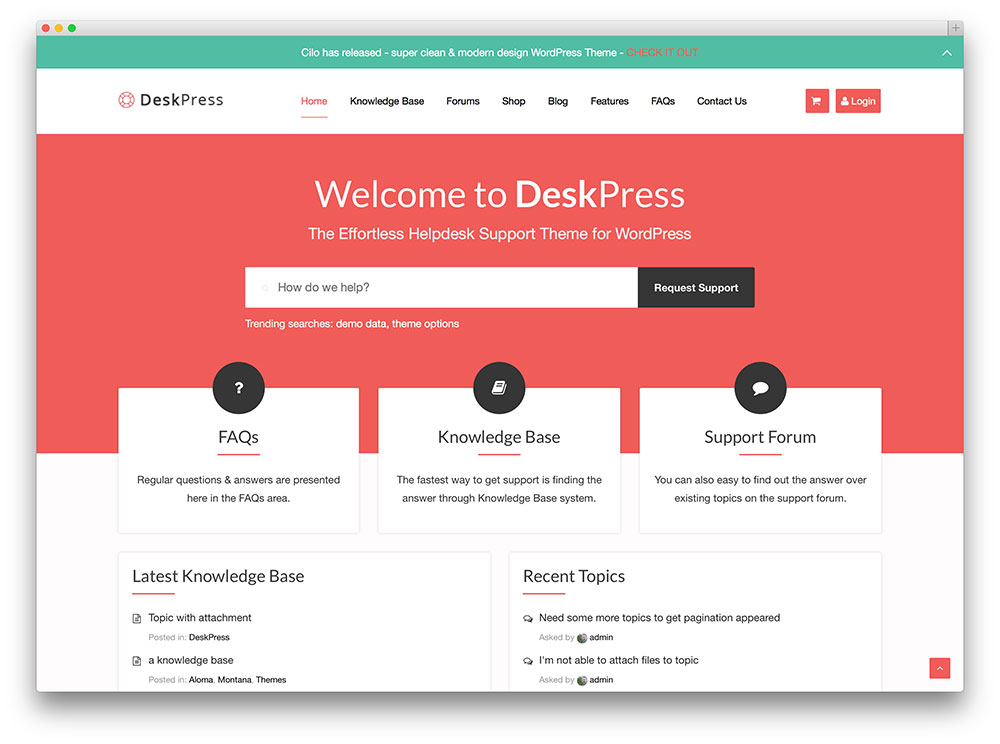 Cilo has released - super clean & modern design WordPress Theme - CHECK IT OUT
DeskPress
Home Knowledge Base Forums Shop Blog Features FAQs Contact Us
Login
Welcome to DeskPress
The Effortless Helpdesk Support Theme for WordPress
How do we help?
Request Support
Trending searches: demo data, theme options
?
FAQs
Regular questions & answers are presented
here in the FAQs area.
Knowledge Base
The fastest way to get support is finding the
answer through Knowledge Base system.
Support Forum
You can also easy to find out the answer over
existing topics on the support forum.
Latest Knowledge Base
Topic with attachment
Posted in: DeskPress
a knowledge base
Posted in: Aloma, Montana, Themes
Recent Topics
Need some more topics to get pagination appeared
Asked by admin
I'm not able to attach files to topic
Asked by admin